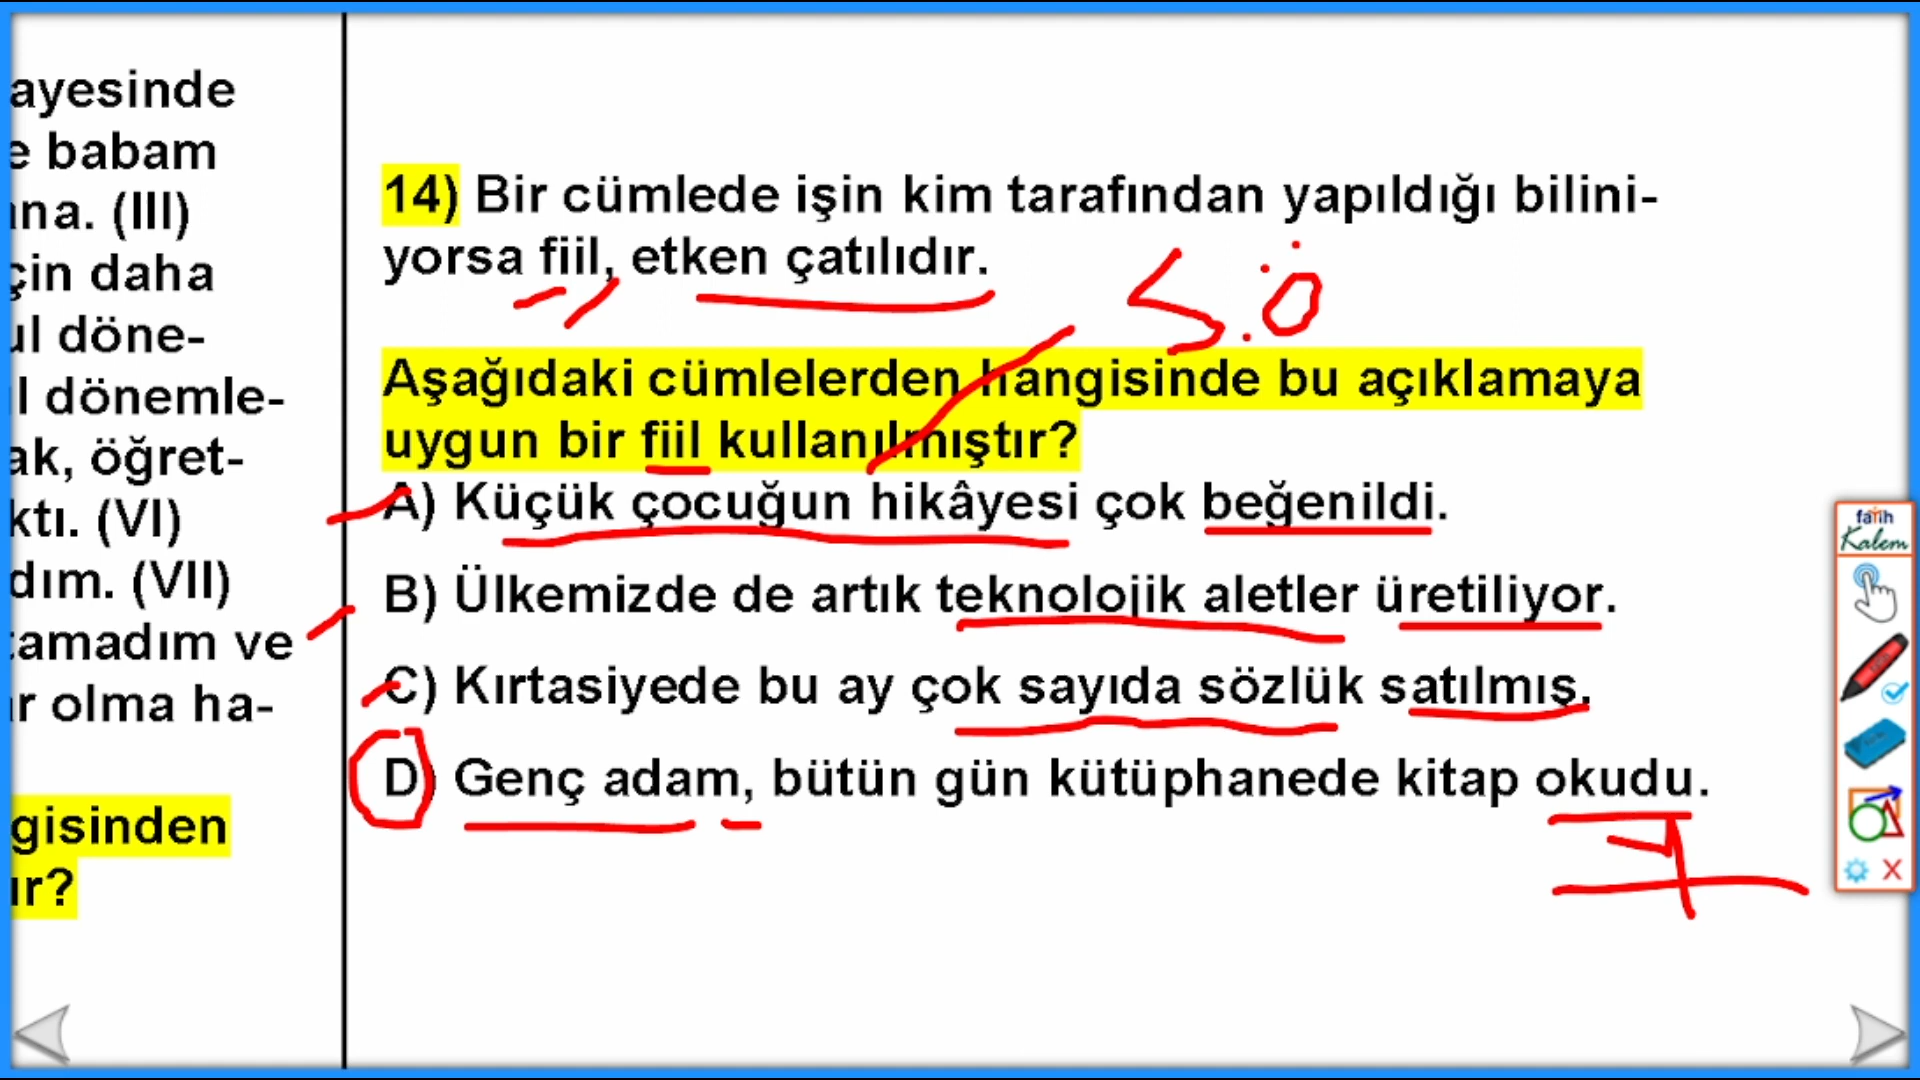 ayesinde
e babam
na. (III)
çin daha
ul döne-
l dönemle-
ak, öğret-
ktı. (VI)
dım. (VII)
tamadım ve
ar olma ha-
gisinden
ır?
14) Bir cümlede işin kim tarafından yapıldığı bilini-
yorsa fiil, etken çatılıdır.
S.Ö
Aşağıdaki cümlelerden hangisinde bu açıklamaya
uygun bir fiil kullanılmıştır?
A) Küçük çocuğun hikâyesi çok beğenildi.
B) Ülkemizde de artık teknolojik aletler üretiliyor.
C) Kırtasiyede bu ay çok sayıda sözlük satılmış.
D) Genç adam, bütün gün kütüphanede kitap okudu.
fatih
Kalem